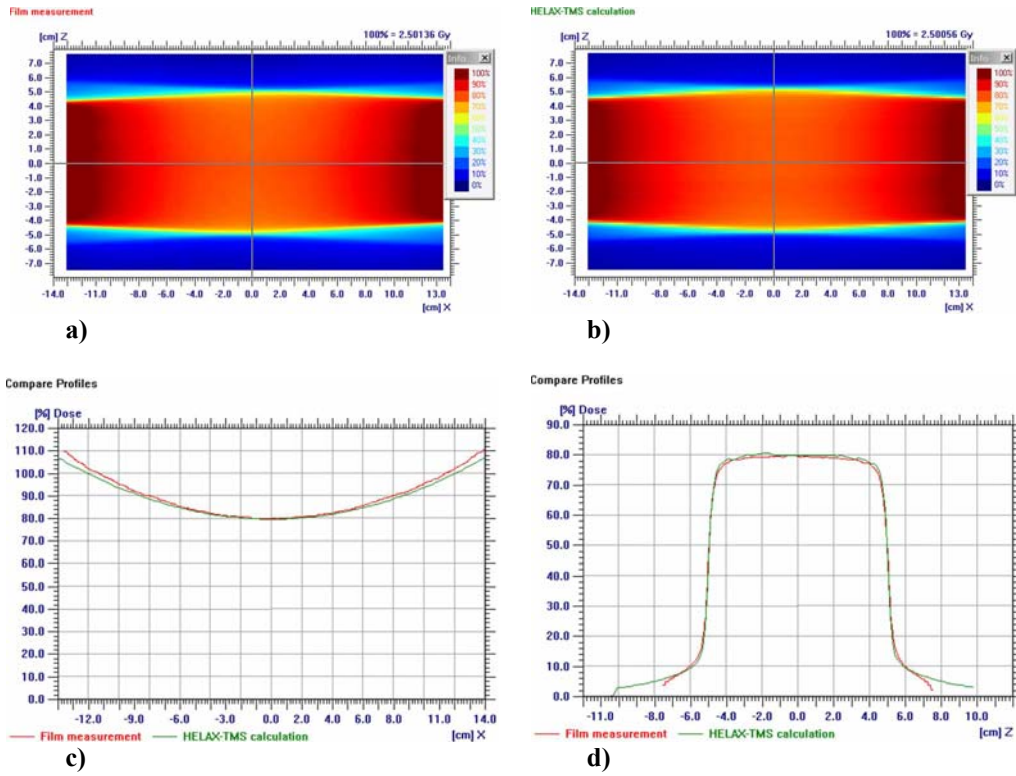 Film measurement
[cm] Z
100% = 2.50136 Gy
Info
7.0
6.0
5.0
4.0
3.0
2.0
1.0
0.0
-1.0
-2.0
-3.0
-4.0
-5.0
-6.0
-7.0
100%
90%
80%
70%
60%
50%
40%
30%
20%
10%
0%
-14.0 -11.0 -8.0 -6.0 -4.0 -2.0 0.0 2.0 4.0 6.0 8.0 10.0 13.0
[cm] X
a)
HELAX-TMS calculation
[cm] Z
100% = 2.50056 Gy
Info
7.0
6.0
5.0
4.0
3.0
2.0
1.0
0.0
-1.0
-2.0
-3.0
-4.0
-5.0
-6.0
-7.0
100%
90%
80%
70%
60%
50%
40%
30%
20%
10%
0%
-14.0 -11.0 -8.0 -6.0 -4.0 -2.0 0.0 2.0 4.0 6.0 8.0 10.0 13.0
[cm] X
b)
Compare Profiles
[%] Dose
120.0
110.0
100.0
90.0
80.0
70.0
60.0
50.0
40.0
30.0
20.0
10.0
0.0
-12.0 -9.0 -6.0 -3.0 0.0 2.0 4.0 6.0 8.0 11.0 14.0
[cm] X
Film measurement HELAX-TMS calculation
c)
Compare Profiles
[%] Dose
90.0
80.0
70.0
60.0
50.0
40.0
30.0
20.0
10.0
0.0
-11.0 -8.0 -6.0 -4.0 -2.0 0.0 2.0 4.0 6.0 8.0 10.0
[cm] Z
Film measurement HELAX-TMS calculation
d)